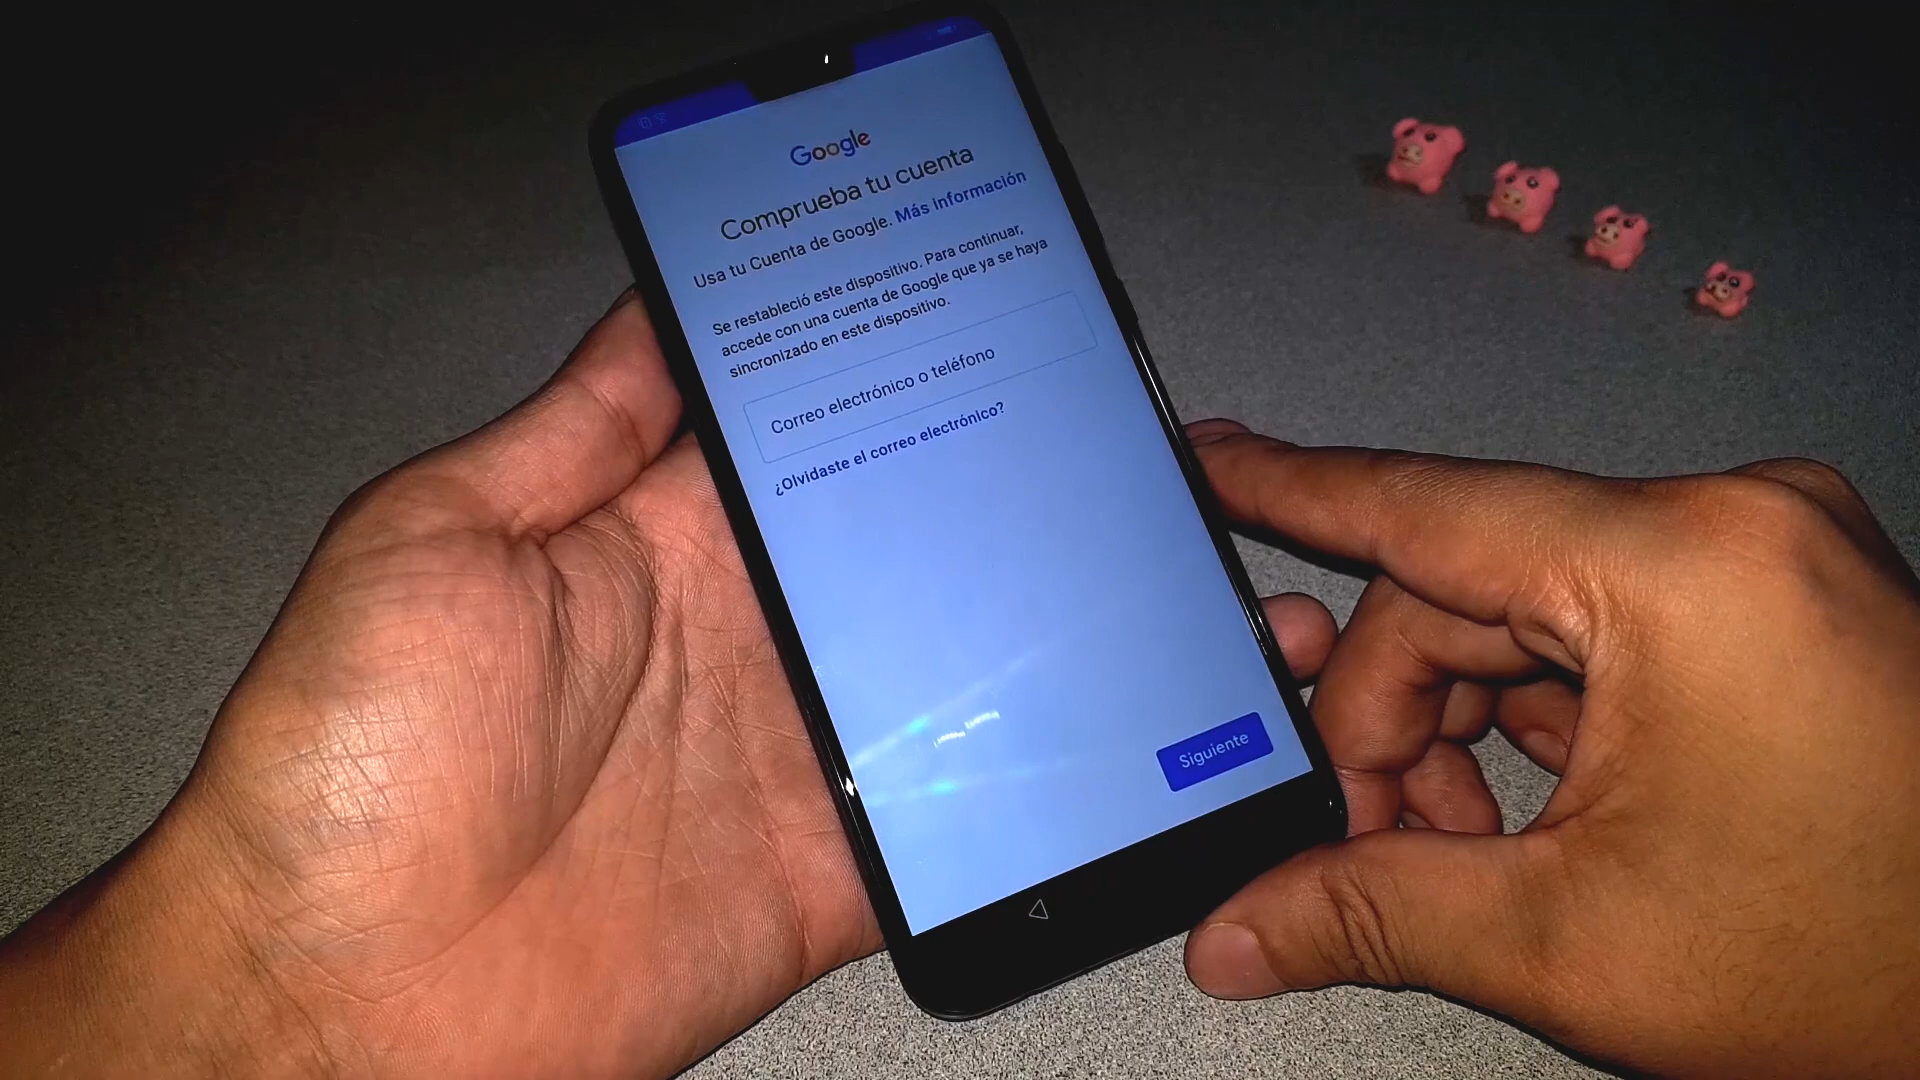 Google
Comprueba tu cuenta
Usa tu Cuenta de Google. Más información
Se restableció este dispositivo. Para continuar,
accede con una cuenta de Google que ya se haya
sincronizado en este dispositivo.
Correo electrónico o teléfono
¿Olvidaste el correo electrónico?
Siguiente